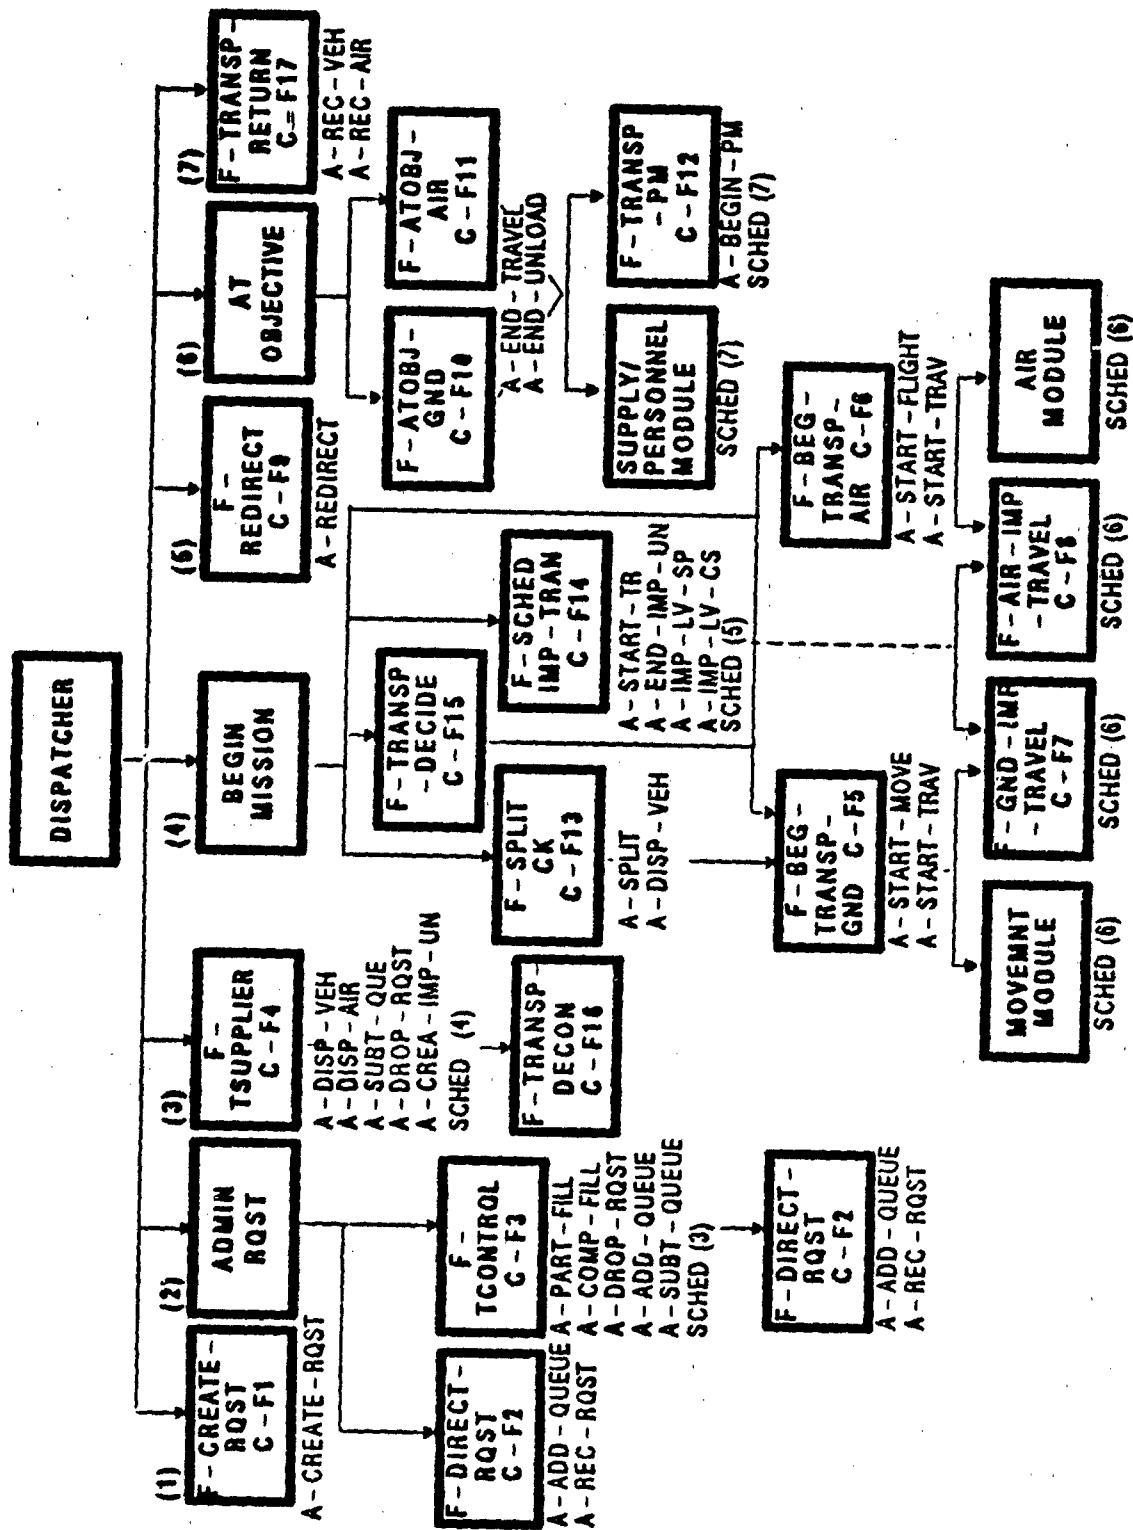 DISPATCHER
(1)
F-CREATE-
RQST
C-F1
A-CREATE-RQST
(2)
ADMIN
RQST
(3)
F-
TSUPPLIER
C-F4
A-DISP-VEH
A-DISP-AIR
A-SUBT-QUE
A-DROP-RQST
A-CREA-IMP-UN
SCHED (4)
(4)
BEGIN
MISSION
(5)
F-
REDIRECT
C-F9
A-REDIRECT
(6)
AT
OBJECTIVE
(7)
F-TRANSP-
RETURN
C-F17
A-REC-VEH
A-REC-AIR
F-DIRECT-
RQST
C-F2
A-ADD-QUEUE
A-REC-RQST
F-
TCONTROL
C-F3
A-PART-FILL
A-COMP-FILL
A-DROP-RQST
A-ADD-QUEUE
A-SUBT-QUEUE
SCHED (3)
F-TRANSP-
DECON
C-F16
F-SPLIT
CK
C-F13
A-SPLIT
A-DISP-VEH
F-TRANSP
-DECIDE
C-F15
F-SCHED
IMP-TRAN
C-F14
A-START-TR
A-END-IMP-UN
A-IMP-LV-SP
A-IMP-LV-CS
SCHED (5)
F-ATOBJ-
GND
C-F10
F-ATOBJ-
AIR
C-F11
A-END-TRAVEL
A-END-UNLOAD
SUPPLY/
PERSONNEL
MODULE
SCHED (7)
F-TRANSP
-PM
C-F12
A-BEGIN-PM
SCHED (7)
F-DIRECT-
RQST
C-F2
A-ADD-QUEUE
A-REC-RQST
F-BEG-
TRANSP-
GND C-F5
A-START-MOVE
A-START-TRAV
F-BEG-
TRANSP-
AIR C-F6
A-START-FLIGHT
A-START-TRAV
MOVEMNT
MODULE
SCHED (6)
F-GND-IMP
-TRAVEL
C-F7
SCHED (6)
F-AIR-IMP
-TRAVEL
C-F8
SCHED (6)
AIR
MODULE
SCHED (6)